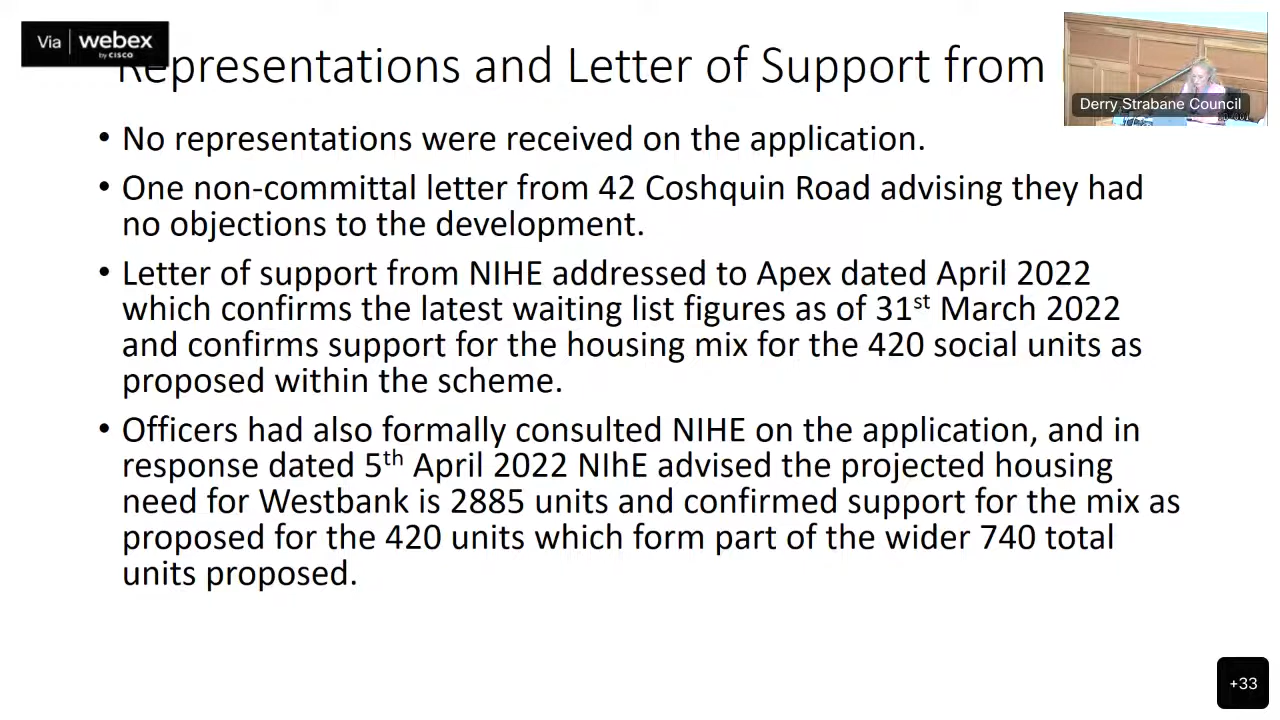 Via webex
by CISCO
Representations and Letter of Support from
Derry Strabane Council
• No representations were received on the application.
• One non-committal letter from 42 Coshquin Road advising they had
no objections to the development.
• Letter of support from NIHE addressed to Apex dated April 2022
which confirms the latest waiting list figures as of 31st March 2022
and confirms support for the housing mix for the 420 social units as
proposed within the scheme.
• Officers had also formally consulted NIHE on the application, and in
response dated 5th April 2022 NIhE advised the projected housing
need for Westbank is 2885 units and confirmed support for the mix as
proposed for the 420 units which form part of the wider 740 total
units proposed.
+33